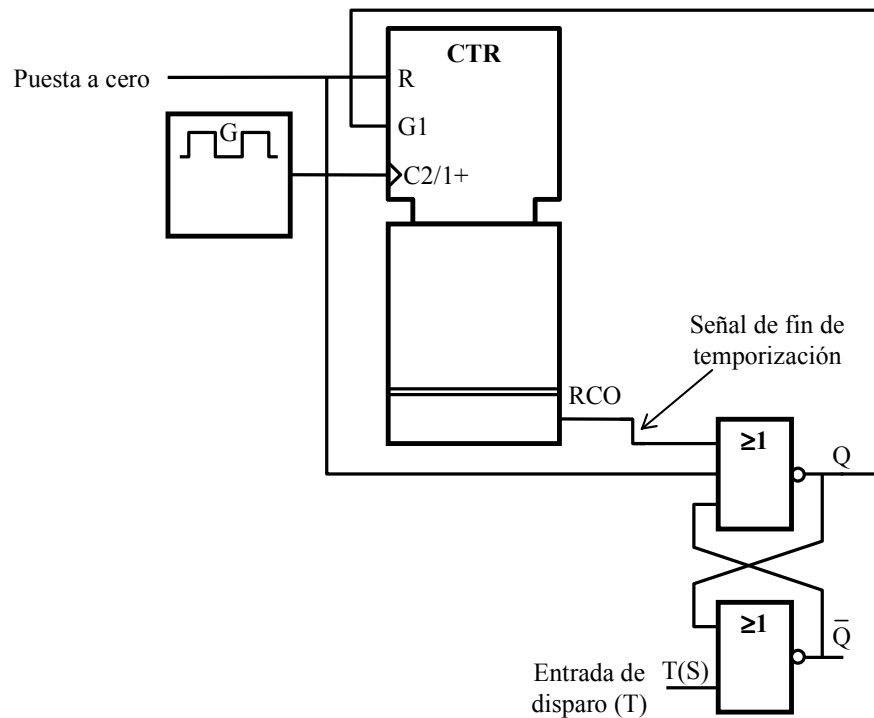 CTR
Puesta a cero
R
G
G1
C2/1+
Señal de fin de
temporización
RCO
≥1
Q
≥1
Q̅
Entrada de
disparo (T)
T(S)